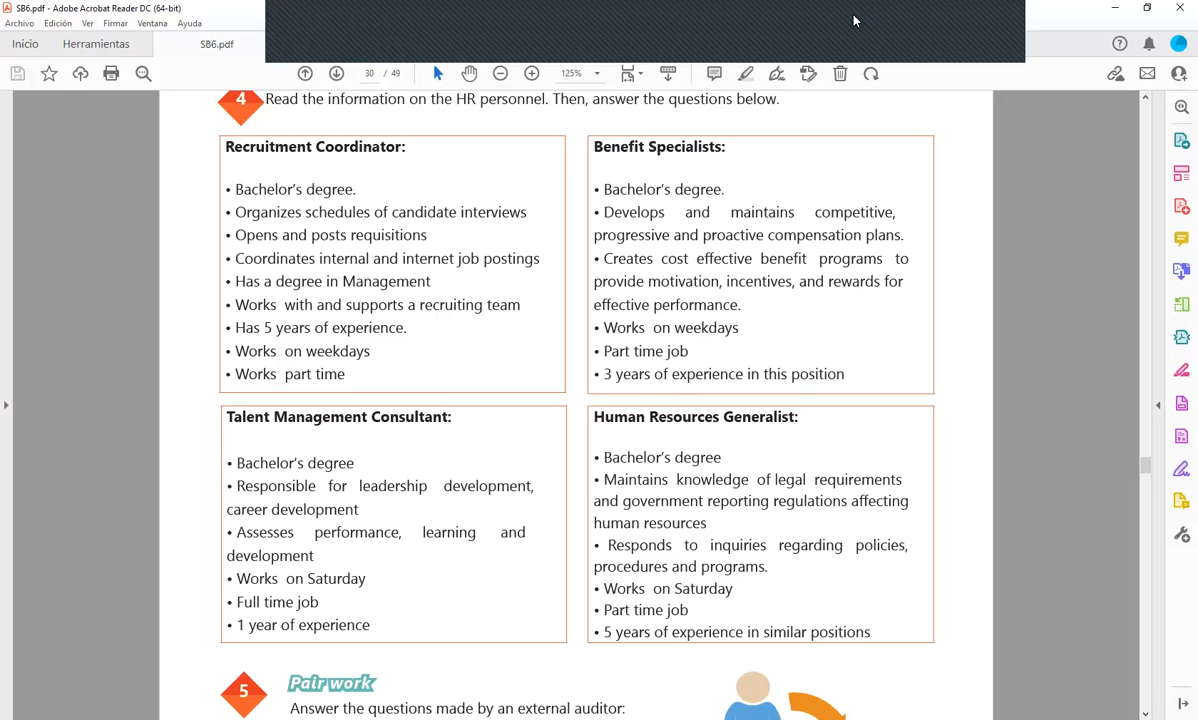 SB6.pdf - Adobe Acrobat Reader DC (64-bit)
Archivo Edición Ver Firmar Ventana Ayuda
Inicio Herramientas SB6.pdf
30 / 49 125%
4 Read the information on the HR personnel. Then, answer the questions below.
Recruitment Coordinator:
• Bachelor's degree.
• Organizes schedules of candidate interviews
• Opens and posts requisitions
• Coordinates internal and internet job postings
• Has a degree in Management
• Works with and supports a recruiting team
• Has 5 years of experience.
• Works on weekdays
• Works part time
Benefit Specialists:
• Bachelor's degree.
• Develops and maintains competitive,
progressive and proactive compensation plans.
• Creates cost effective benefit programs to
provide motivation, incentives, and rewards for
effective performance.
• Works on weekdays
• Part time job
• 3 years of experience in this position
Talent Management Consultant:
• Bachelor's degree
• Responsible for leadership development,
career development
• Assesses performance, learning and
development
• Works on Saturday
• Full time job
• 1 year of experience
Human Resources Generalist:
• Bachelor's degree
• Maintains knowledge of legal requirements
and government reporting regulations affecting
human resources
• Responds to inquiries regarding policies,
procedures and programs.
• Works on Saturday
• Part time job
• 5 years of experience in similar positions
5 Pair work
Answer the questions made by an external auditor: